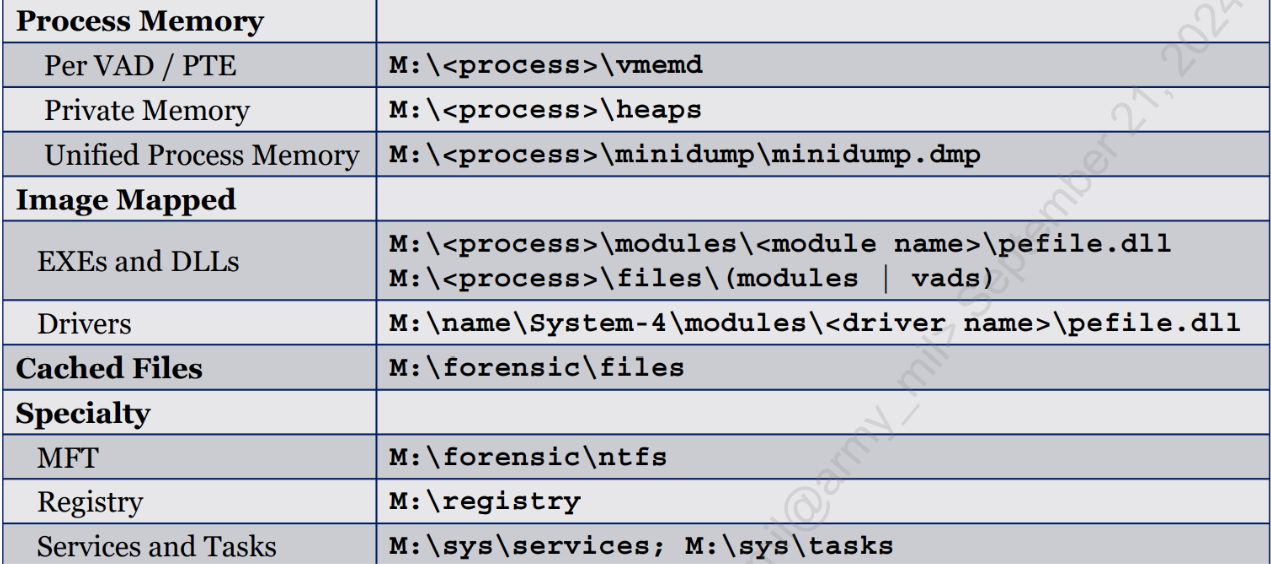 Process Memory
Per VAD / PTE M:\<process>\vmemd
Private Memory M:\<process>\heaps
Unified Process Memory M:\<process>\minidump\minidump.dmp
Image Mapped
EXEs and DLLs M:\<process>\modules\<module name>\pefile.dll
M:\<process>\files\(modules | vads)
Drivers M:\name\System-4\modules\<driver name>\pefile.dll
Cached Files M:\forensic\files
Specialty
MFT M:\forensic\ntfs
Registry M:\registry
Services and Tasks M:\sys\services; M:\sys\tasks
mil@army_mil> September 21, 2024